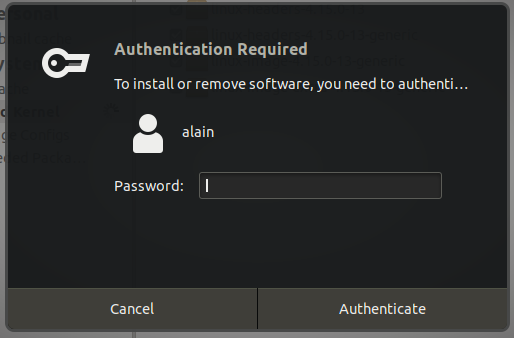 Authentication Required
To install or remove software, you need to authenti…
alain
Password:
Cancel
Authenticate